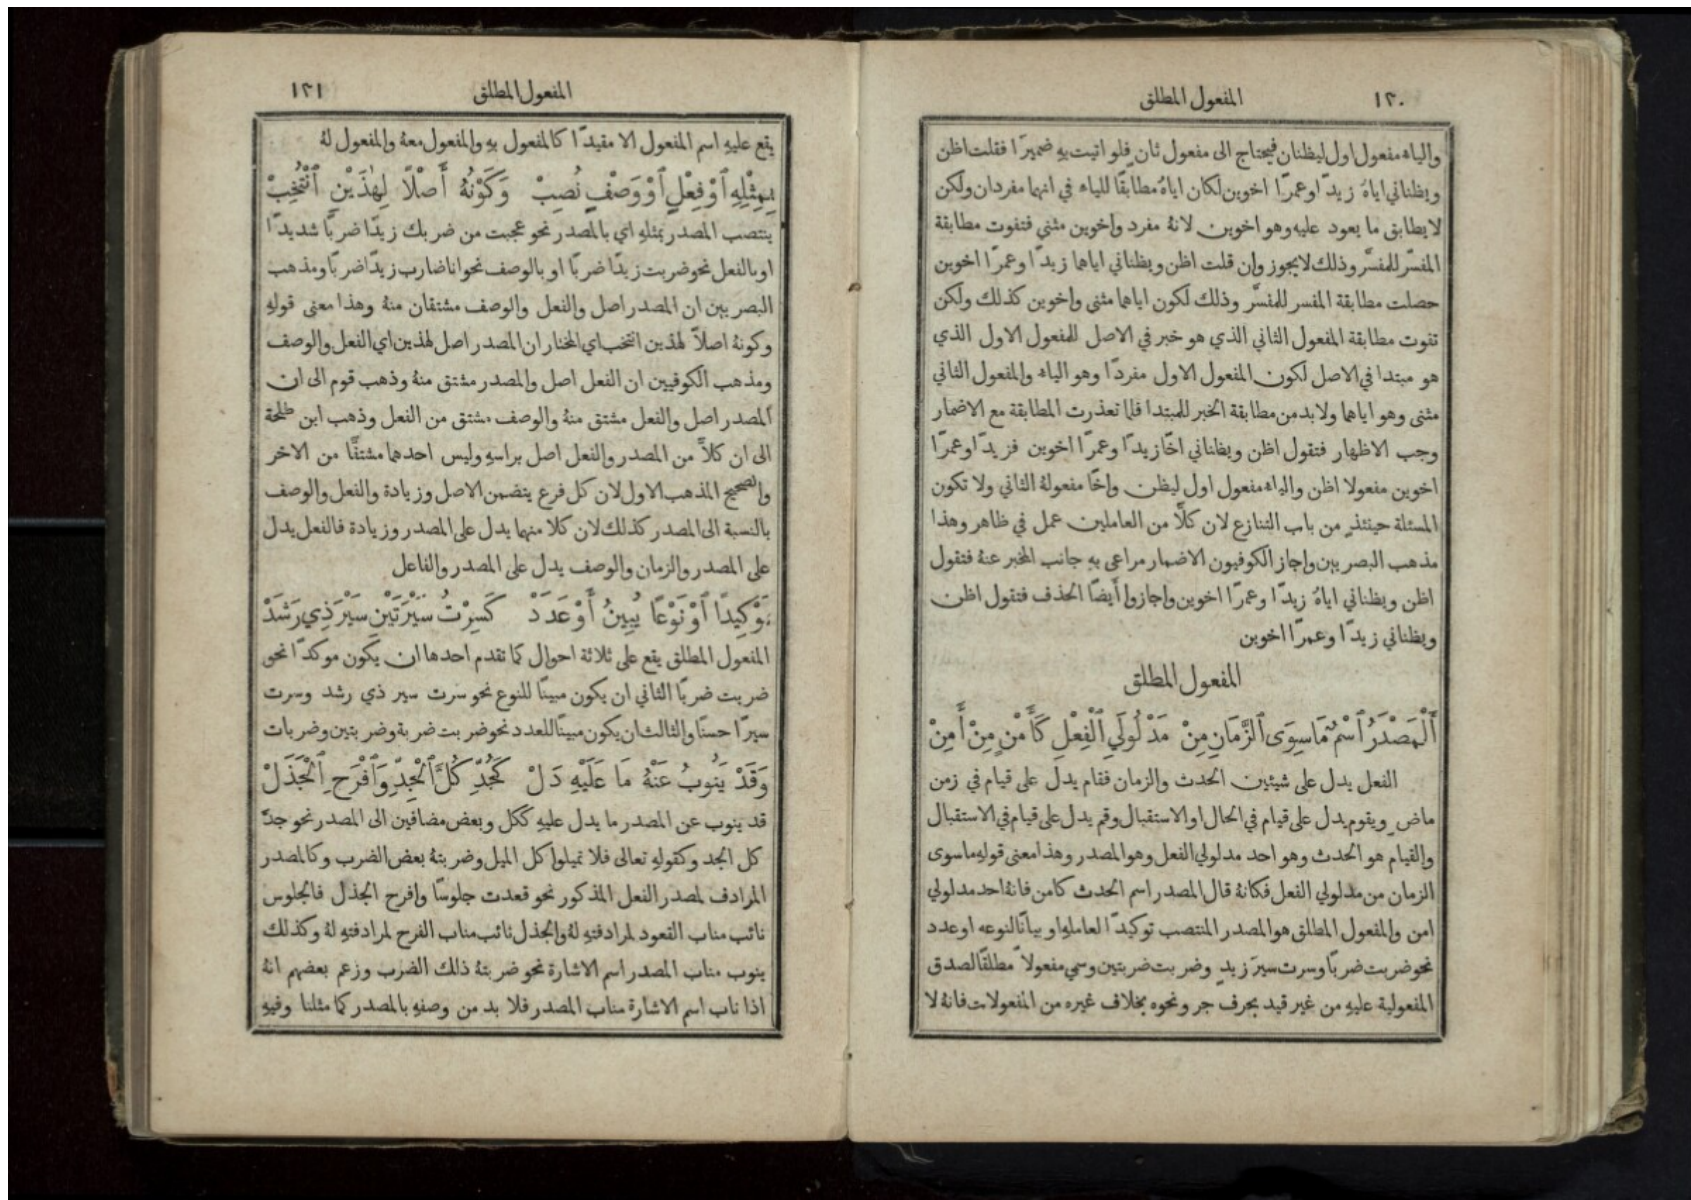 المفعول المطلق ١٢٠
والياء مفعول اول ليظنان فيحتاج الى مفعول ثان فلو اتيت به ضميرًا فقلت اظن
ويظناني اياهُ زيدًا وعمرًا اخوين لكان اياهُ مطابقًا للياء في انهما مفردان ولكن
لا يطابق ما يعود عليه وهو اخوين لانهُ مفرد واخوين مثنى فتفوت مطابقة
المفسِّر للمفسَّر وذلك لا يجوز وان قلت اظن ويظناني اياهما زيدًا وعمرًا اخوين
حصلت مطابقة المفسر للمفسَّر وذلك لكون اياهما مثنى واخوين كذلك ولكن
تفوت مطابقة المفعول الثاني الذي هو خبر في الاصل للمفعول الاول الذي
هو مبتدا في الاصل لكون المفعول الاول مفردًا وهو الياء والمفعول الثاني
مثنى وهو اياهما ولا بد من مطابقة الخبر للمبتدا فلما تعذرت المطابقة مع الاضمار
وجب الاظهار فتقول اظن ويظناني اخًا زيدًا وعمرًا اخوين فزيدًا وعمرًا
اخوين مفعولا اظن والياء مفعول اول ليظن واخًا مفعولهُ الثاني ولا تكون
المسئلة حينئذٍ من باب التنازع لان كلًّا من العاملين عمل في ظاهر وهذا
مذهب البصريين واجاز الكوفيون الاضمار مراعى به جانب المخبر عنهُ فتقول
اظن ويظناني اياهُ زيدًا وعمرًا اخوين واجازوا أيضًا الحذف فتقول اظن
ويظناني زيدًا وعمرًا اخوين
المفعول المطلق
أَلْمَصْدَرُ ٱسْمُ مَا سِوَى ٱلزَّمَانِ مِنْ مَدْلُولَيِ ٱلْفِعْلِ كَأَمْنٍ مِنْ أَمِنْ
الفعل يدل على شيئين الحدث والزمان فقام يدل على قيام في زمن
ماضٍ ويقوم يدل على قيام في الحال او الاستقبال وقم يدل على قيام في الاستقبال
والقيام هو الحدث وهو احد مدلولي الفعل وهو المصدر وهذا معنى قوله ما سوى
الزمان من مدلولي الفعل فكانهُ قال المصدر اسم الحدث كامن فانهُ احد مدلولي
امن والمفعول المطلق هو المصدر المنتصب توكيدًا لعامله او بيانًا لنوعه او عدد
نحو ضربت ضربًا وسرت سيرَ زيدٍ وضربت ضربتين وسمي مفعولاً مطلقًا لصدق
المفعولية عليهِ من غير قيد بحرف جر ونحوه بخلاف غيره من المفعولات فانهُ لا
المفعول المطلق ١٢١
يقع عليهِ اسم المفعول الا مقيدًا كالمفعول بهِ والمفعول معهُ والمفعول لهُ
بِمِثْلِهِ أَوْ فِعْلٍ ٱوْ وَصْفٍ نُصِبْ وَكَوْنُهُ أَصْلًا لِهٰذَيْنِ ٱنْتُخِبْ
ينتصب المصدر بمثلهِ اي بالمصدر نحو عجبت من ضربك زيدًا ضربًا شديدًا
او بالفعل نحو ضربت زيدًا ضربًا او بالوصف نحو انا ضارب زيدًا ضربًا ومذهب
البصريين ان المصدر اصل والفعل والوصف مشتقان منهُ وهذا معنى قولهِ
وكونهُ اصلًا لهذين انتخب اي المختار ان المصدر اصل لهذين اي الفعل والوصف
ومذهب الكوفيين ان الفعل اصل والمصدر مشتق منهُ وذهب قوم الى ان
المصدر اصل والفعل مشتق منهُ والوصف مشتق من الفعل وذهب ابن طلحة
الى ان كلًّا من المصدر والفعل اصل براسهِ وليس احدهما مشتقًّا من الاخر
والصحيح المذهب الاول لان كل فرع يتضمن الاصل وزيادة والفعل والوصف
بالنسبة الى المصدر كذلك لان كلا منهما يدل على المصدر وزيادة فالفعل يدل
على المصدر والزمان والوصف يدل على المصدر والفاعل
تَوْكِيدًا ٱوْ نَوْعًا يُبِينُ أَوْ عَدَدْ كَسِرْتُ سَيْرَتَيْنِ سَيْرَ ذِي رَشَدْ
المفعول المطلق يقع على ثلاثة احوال كما تقدم احدها ان يكون موكدًا نحو
ضربت ضربًا الثاني ان يكون مبينًا للنوع نحو سرت سير ذي رشد وسرت
سيرًا حسنًا والثالث ان يكون مبينًا للعدد نحو ضربت ضربة وضربتين وضربات
وَقَدْ يَنُوبُ عَنْهُ مَا عَلَيْهِ دَلْ كَجُدَّ كُلَّ ٱلْجِدِّ وَٱفْرَحِ ٱلْجَذَلْ
قد ينوب عن المصدر ما يدل عليهِ ككل وبعض مضافين الى المصدر نحو جدَّ
كل الجد وكقولهِ تعالى فلا تميلوا كل الميل وضربتهُ بعض الضرب وكالمصدر
المرادف لمصدر الفعل المذكور نحو قعدت جلوسًا وافرح الجذل فالجلوس
نائب مناب القعود لمرادفتهِ لهُ والجذل نائب مناب الفرح لمرادفتهِ لهُ وكذلك
ينوب مناب المصدر اسم الاشارة نحو ضربتهُ ذلك الضرب وزعم بعضهم انهُ
اذا ناب اسم الاشارة مناب المصدر فلا بد من وصفهِ بالمصدر كما مثلنا وفيهِ